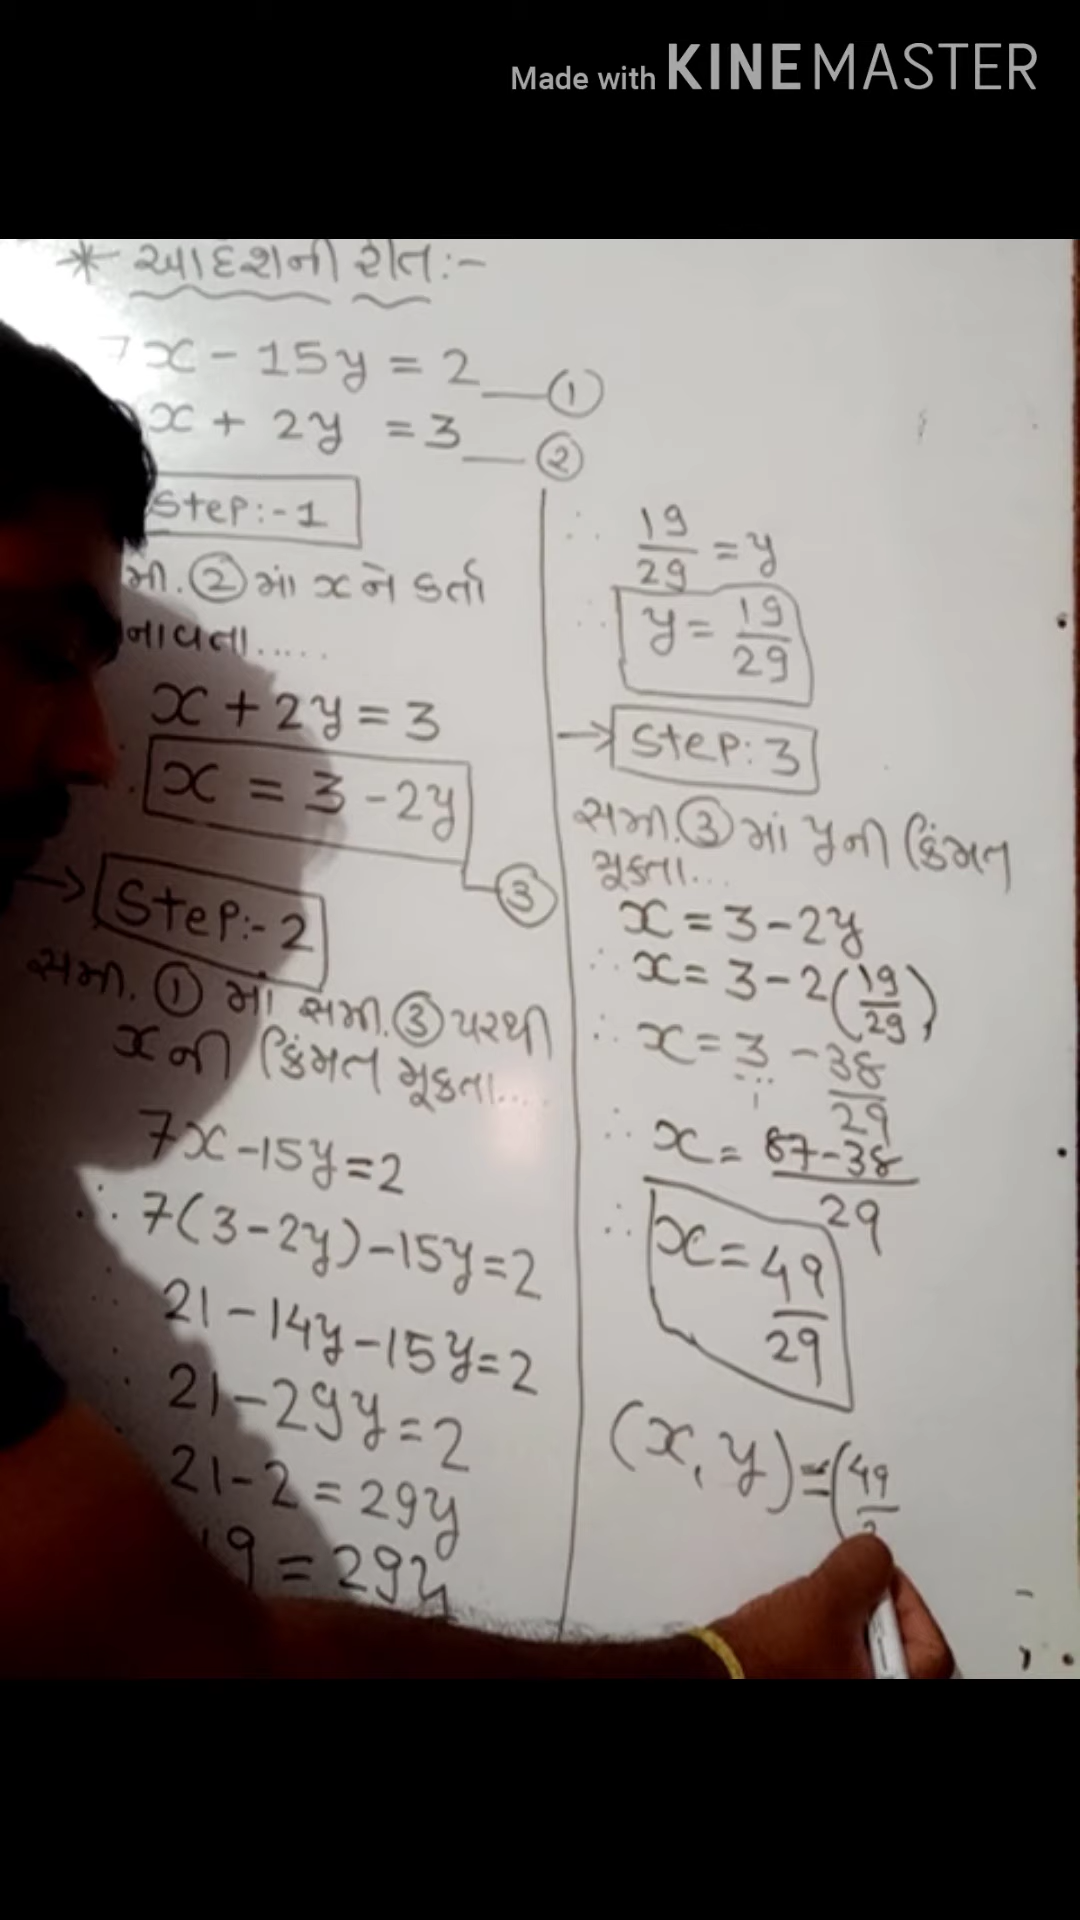 Made with KINEMASTER
* આદેશની રીત:-
7x - 15y = 2 ① 
x + 2y = 3 ②
Step:-1
②માં x ને કર્તા
.....
x + 2y = 3
∴ x = 3 - 2y ③
→ Step:- 2
સમી. ① માં સમી. ③ પરથી
x ની કિંમત મૂકતા....
7x - 15y = 2
∴ 7(3 - 2y) - 15y = 2
∴ 21 - 14y - 15y = 2
∴ 21 - 29y = 2
21 - 2 = 29y
19 = 29y
∴ 19/29 = y
∴ y = 19/29
→ Step: 3
સમી. ③ માં y ની કિંમત
મૂકતા...
x = 3 - 2y
∴ x = 3 - 2(19/29)
∴ x = 3 - 38/29
∴ x = 87 - 38/29
∴ x = 49/29
(x, y) = (49